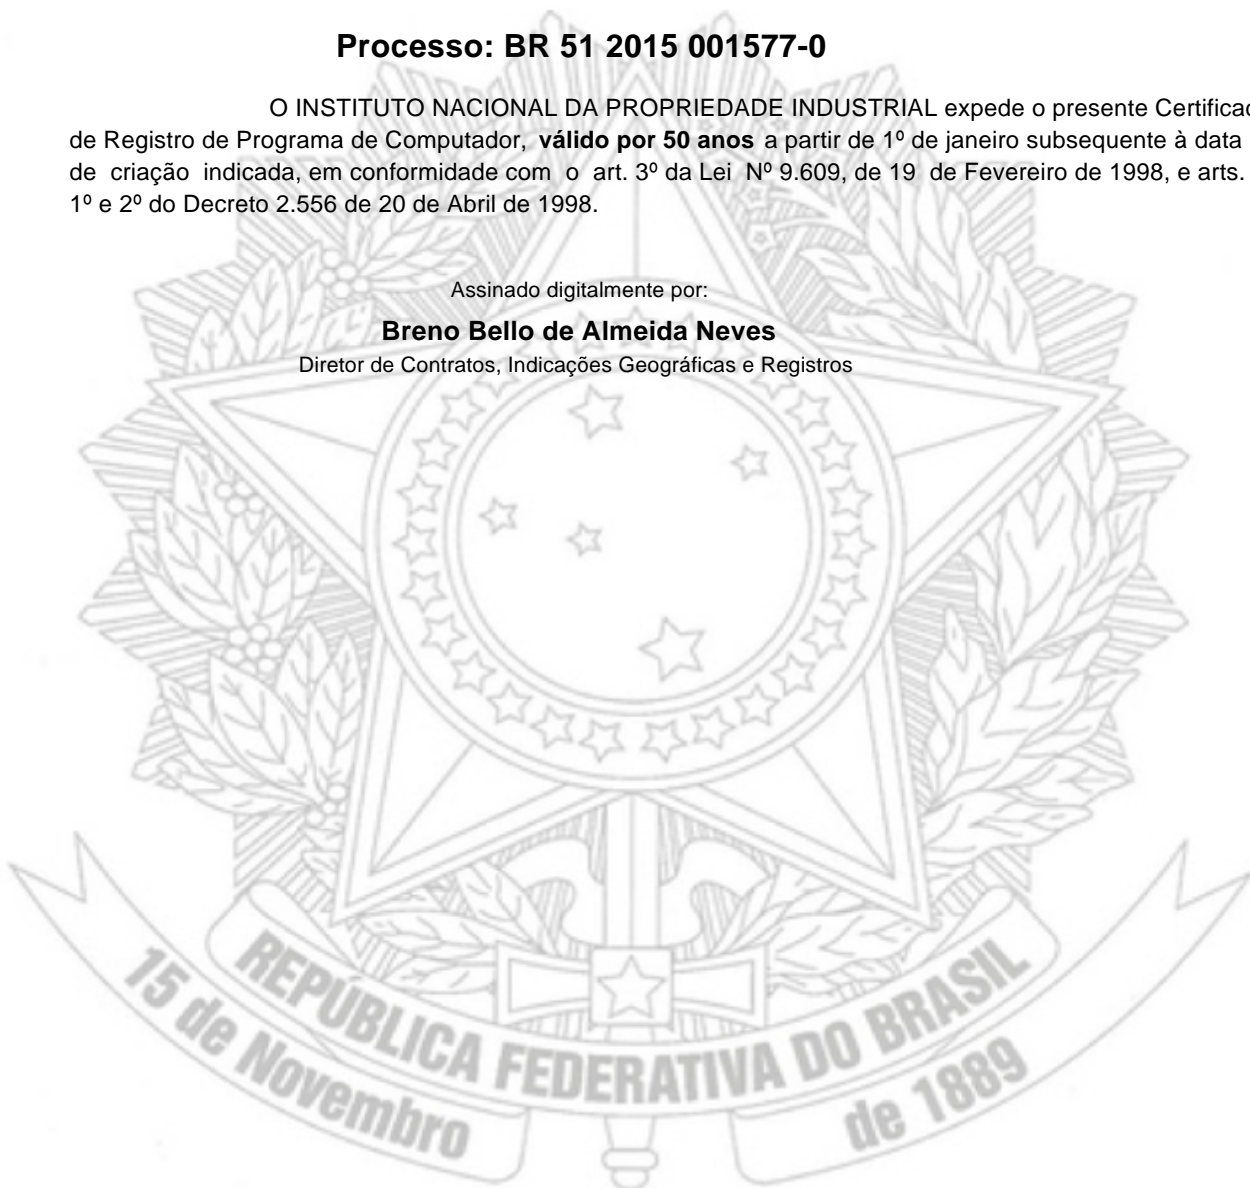 Processo: BR 51 2015 001577-0
O INSTITUTO NACIONAL DA PROPRIEDADE INDUSTRIAL expede o presente Certificad
de Registro de Programa de Computador, válido por 50 anos a partir de 1º de janeiro subsequente à data
de criação indicada, em conformidade com o art. 3º da Lei Nº 9.609, de 19 de Fevereiro de 1998, e arts.
1º e 2º do Decreto 2.556 de 20 de Abril de 1998.
Assinado digitalmente por:
Breno Bello de Almeida Neves
Diretor de Contratos, Indicações Geográficas e Registros
REPÚBLICA FEDERATIVA DO BRASIL
15 de Novembro de 1889